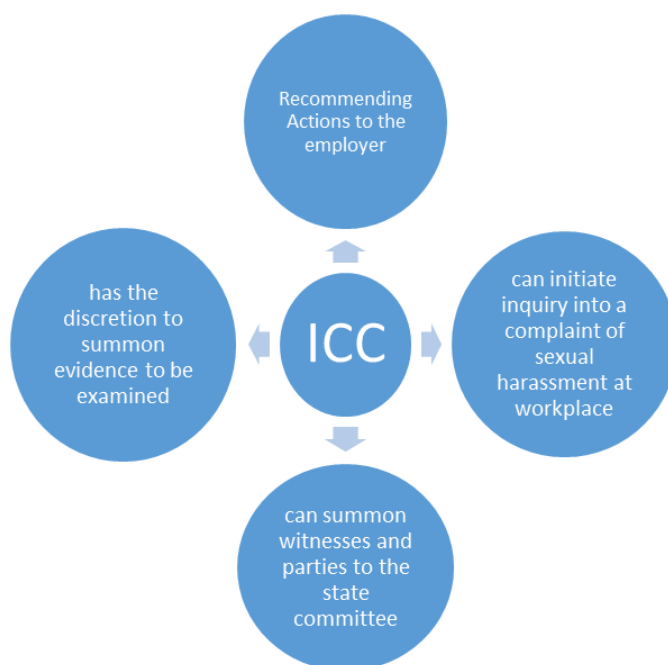 Recommending
Actions to the
employer
has the
discretion to
summon
evidence to be
examined
ICC
can initiate
inquiry into a
complaint of
sexual
harassment at
workplace
can summon
witnesses and
parties to the
state
committee